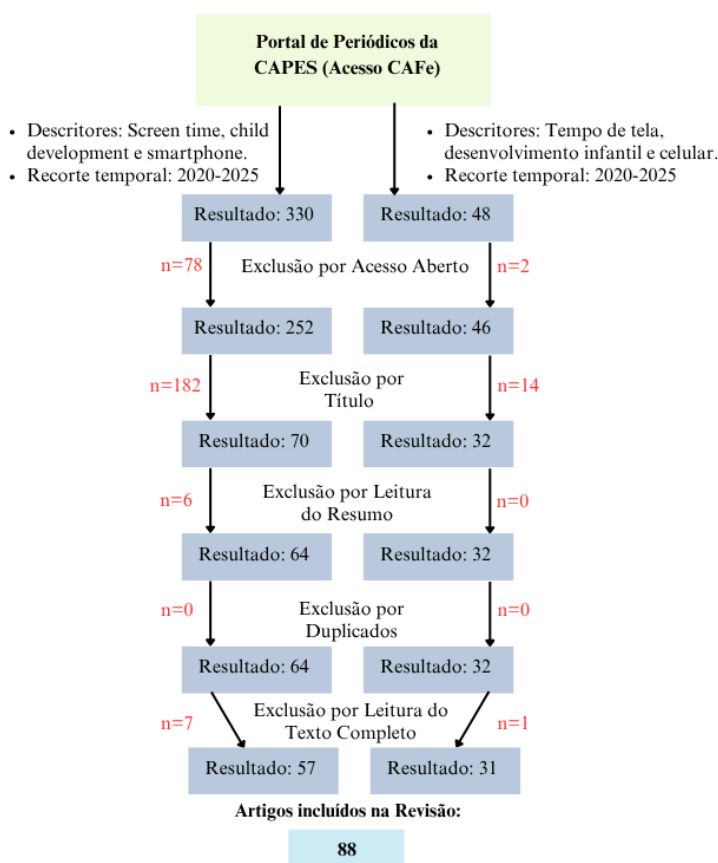 Portal de Periódicos da
CAPES (Acesso CAFe)
• Descritores: Screen time, child
development e smartphone.
• Recorte temporal: 2020-2025
• Descritores: Tempo de tela,
desenvolvimento infantil e celular.
• Recorte temporal: 2020-2025
Resultado: 330
Resultado: 48
n=78
Exclusão por Acesso Aberto
n=2
Resultado: 252
Resultado: 46
n=182
Exclusão por
Título
n=14
Resultado: 70
Resultado: 32
n=6
Exclusão por Leitura
do Resumo
n=0
Resultado: 64
Resultado: 32
n=0
Exclusão por
Duplicados
n=0
Resultado: 64
Resultado: 32
n=7
Exclusão por Leitura do
Texto Completo
n=1
Resultado: 57
Resultado: 31
Artigos incluídos na Revisão:
88